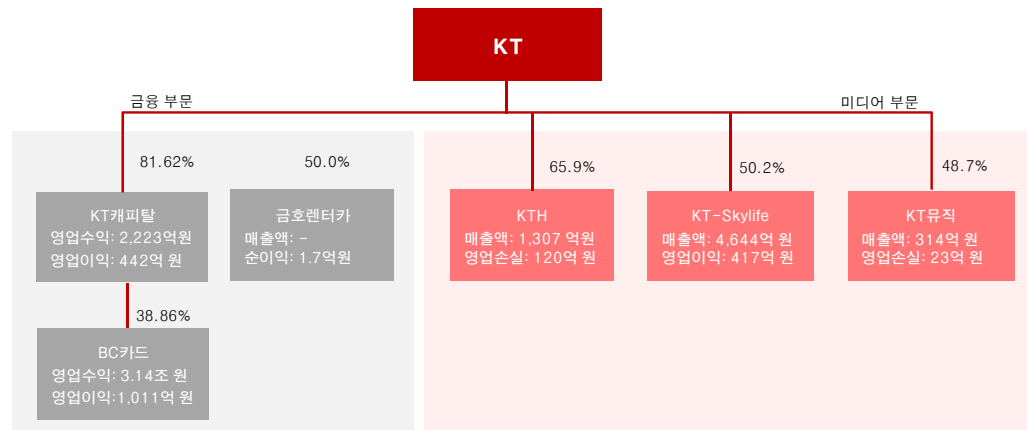 KT
금융 부문
미디어 부문
81.62%
50.0%
65.9%
50.2%
48.7%
KT캐피탈
영업수익: 2,223억원
영업이익: 442억 원
금호렌터카
매출액: -
순이익: 1.7억원
KTH
매출액: 1,307 억원
영업손실: 120억 원
KT-Skylife
매출액: 4,644억 원
영업이익: 417억 원
KT뮤직
매출액: 314억 원
영업손실: 23억 원
38.86%
BC카드
영업수익: 3.14조 원
영업이익:1,011억 원